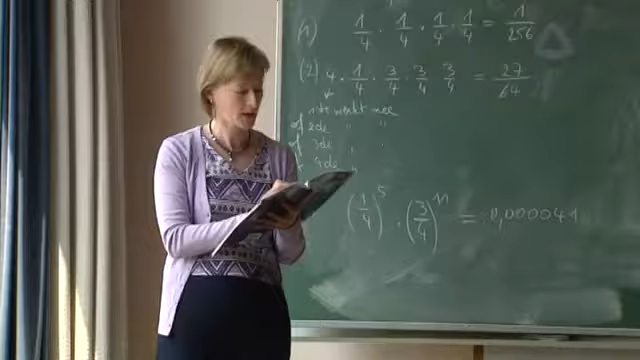 1) 1/4 · 1/4 · 1/4 · 1/4 = 1/256
(2) 4 · 1/4 · 3/4 · 3/4 3/4 = 27/64
1ste werkt mee
of 2de " "
of 3de " "
4de "
(1/4)^5 · (3/4)^11 = 0,000041